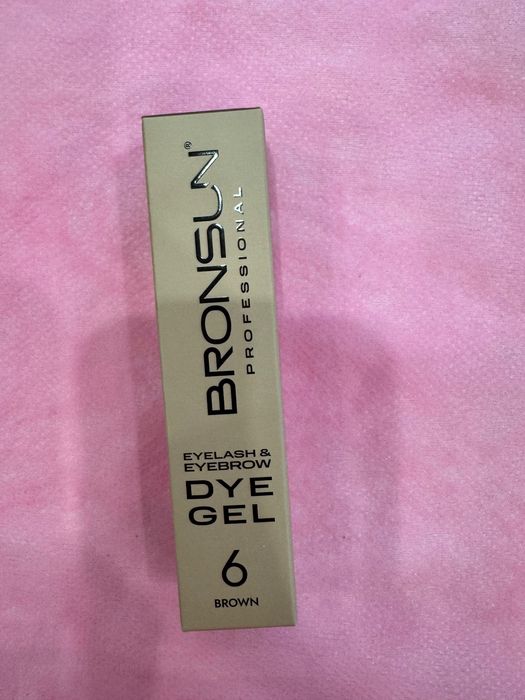 BRONSUN®
PROFESSIONAL
EYELASH &
EYEBROW
DYE
GEL
6
BROWN